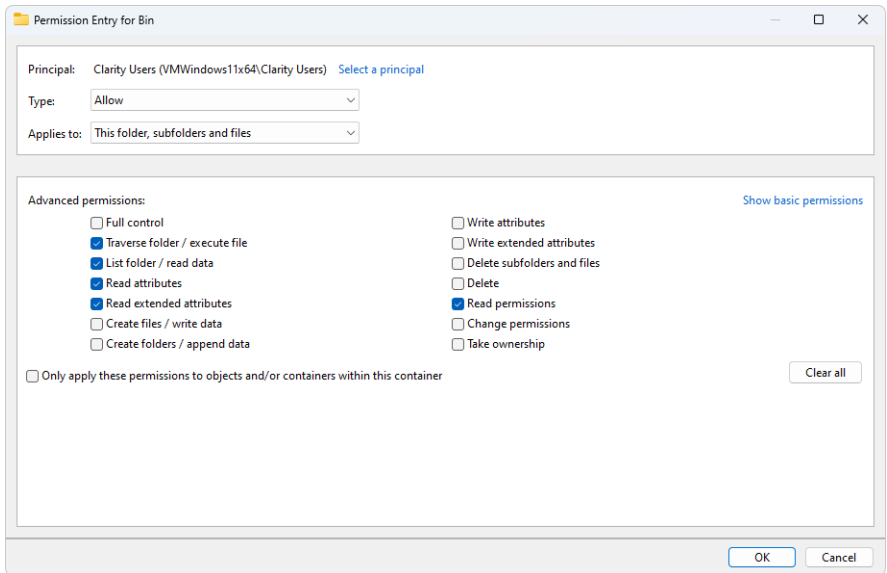 Permission Entry for Bin
Principal: Clarity Users (VMWindows11x64\Clarity Users) Select a principal
Type: Allow
Applies to: This folder, subfolders and files
Advanced permissions: Show basic permissions
Full control
Traverse folder / execute file
List folder / read data
Read attributes
Read extended attributes
Create files / write data
Create folders / append data
Write attributes
Write extended attributes
Delete subfolders and files
Delete
Read permissions
Change permissions
Take ownership
Only apply these permissions to objects and/or containers within this container
Clear all
OK Cancel